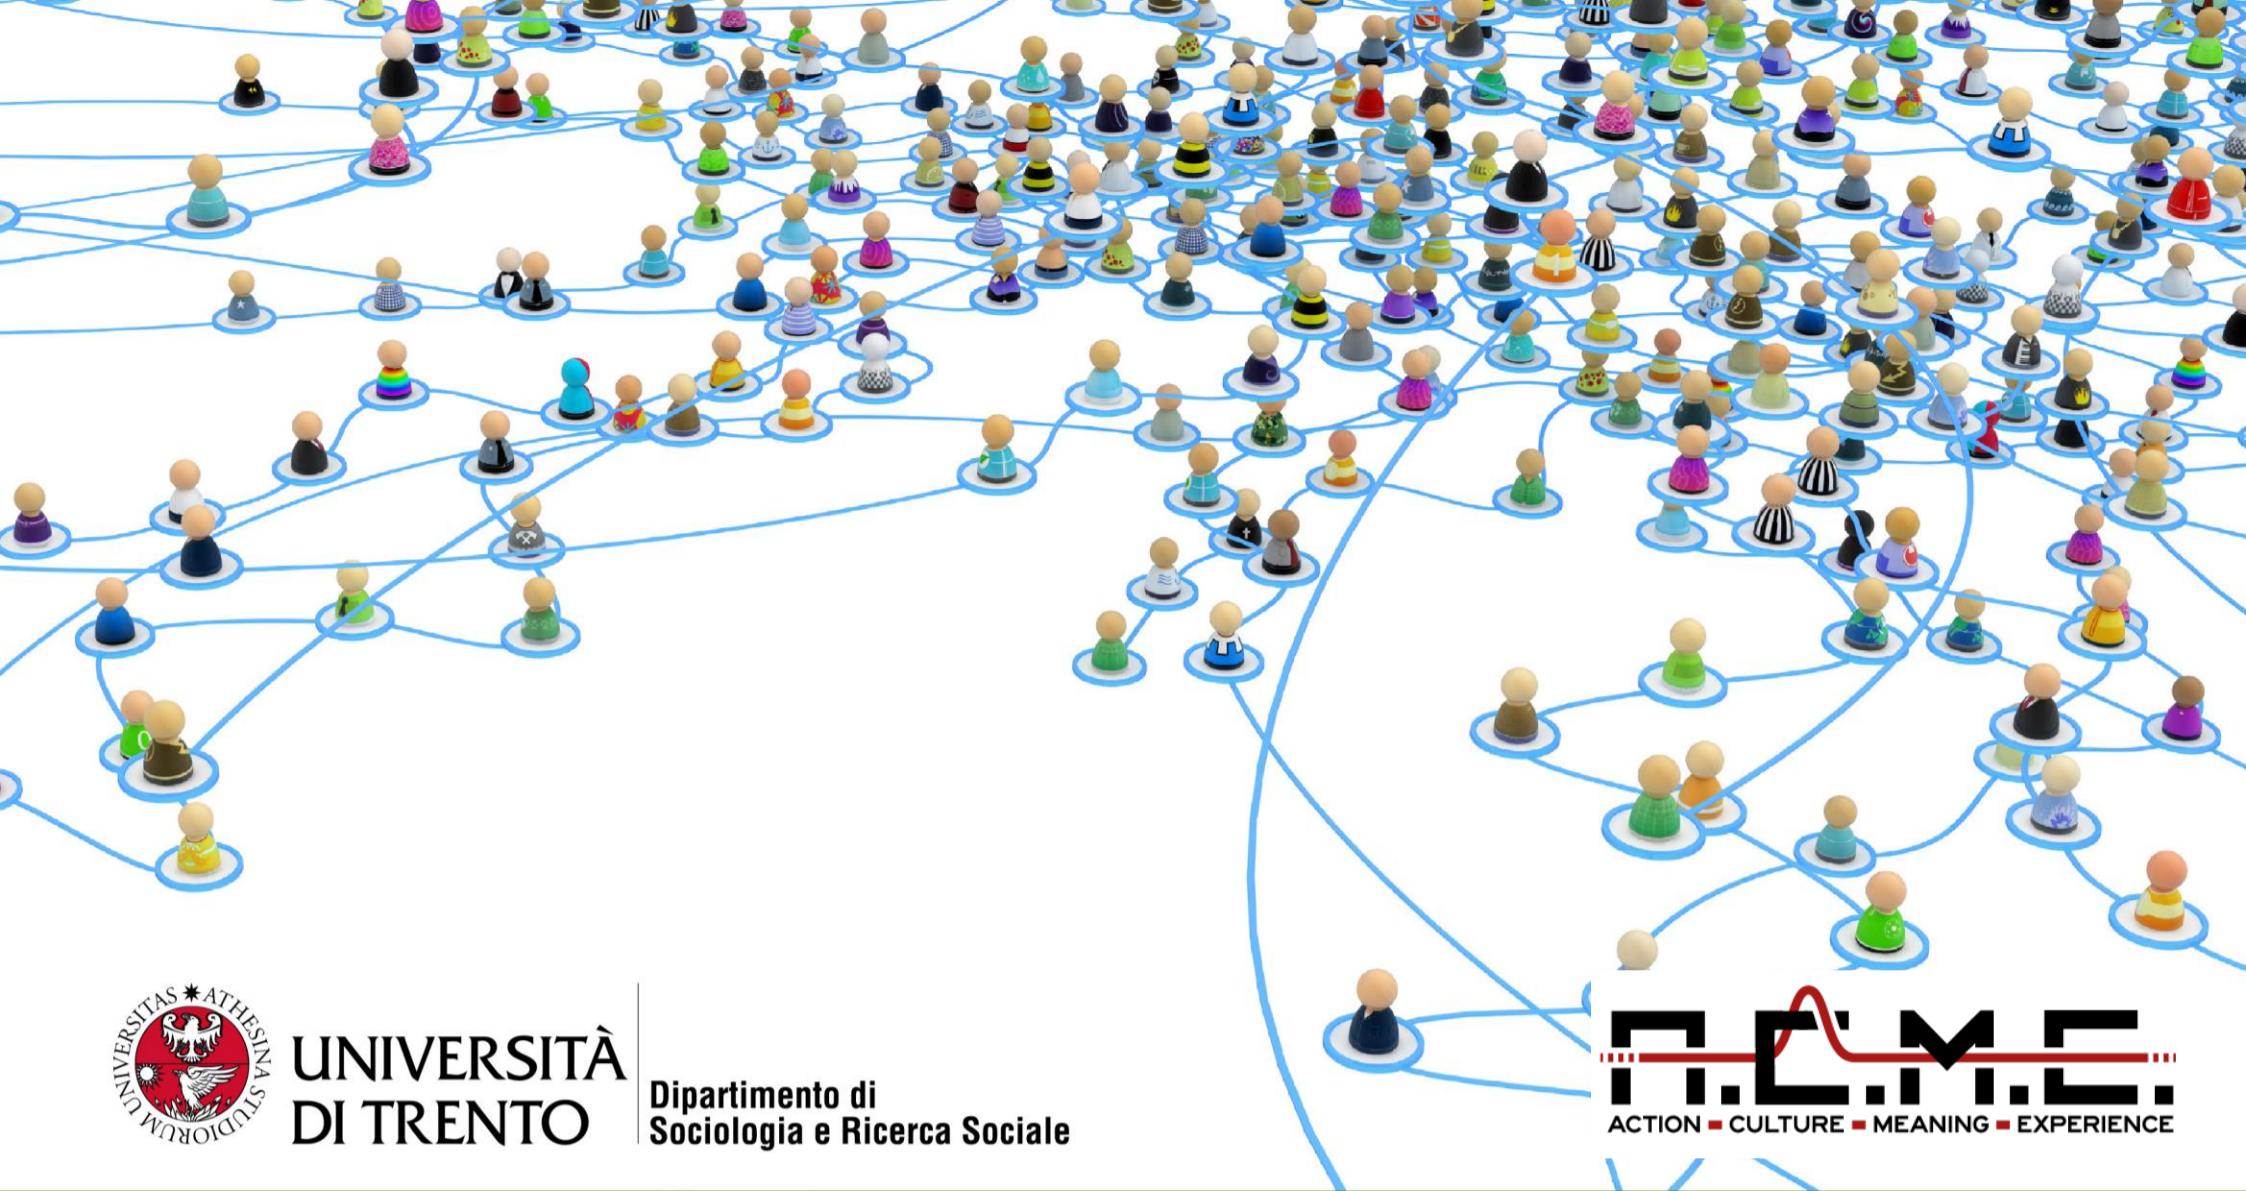 UNIVERSITAS ATHESINA STUDIORUM
UNIVERSITÀ
DI TRENTO
Dipartimento di
Sociologia e Ricerca Sociale
A.C.M.E.
ACTION - CULTURE - MEANING - EXPERIENCE